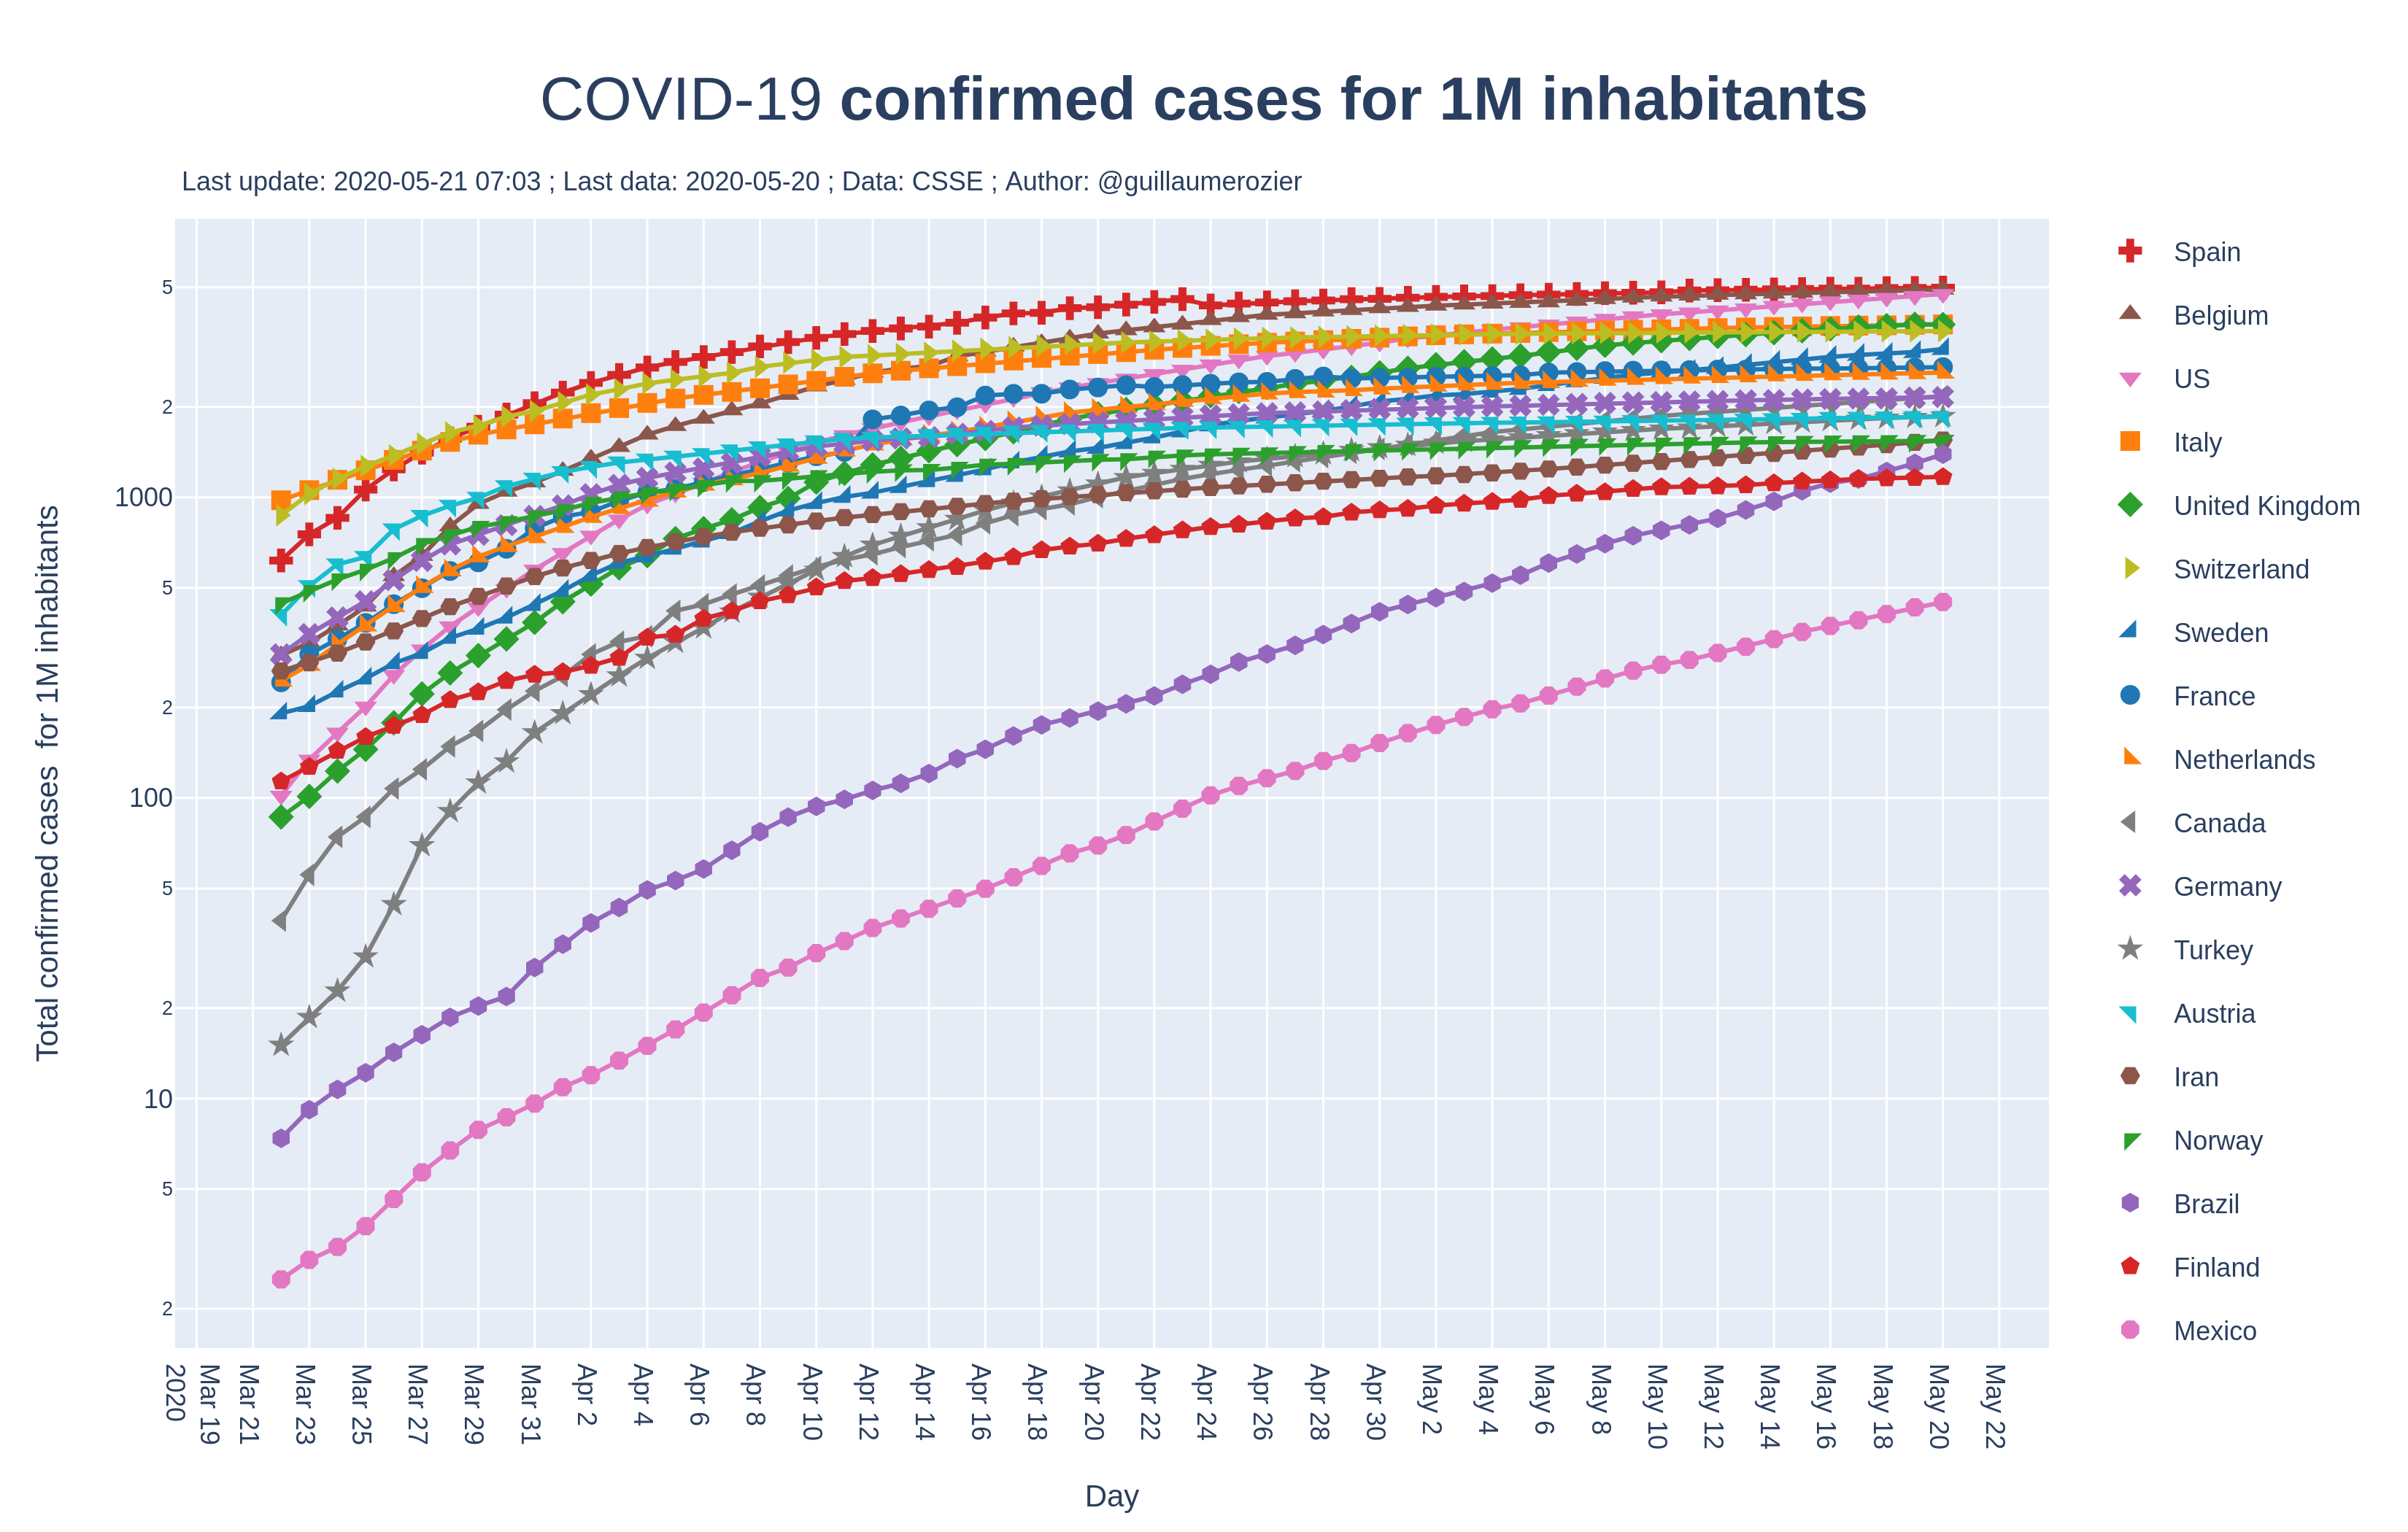 COVID-19 confirmed cases for 1M inhabitants
Last update: 2020-05-21 07:03 ; Last data: 2020-05-20 ; Data: CSSE ; Author: @guillaumerozier
Total confirmed cases for 1M inhabitants
5
2
1000
5
2
100
5
2
10
5
2
Mar 19
2020
Mar 21
Mar 23
Mar 25
Mar 27
Mar 29
Mar 31
Apr 2
Apr 4
Apr 6
Apr 8
Apr 10
Apr 12
Apr 14
Apr 16
Apr 18
Apr 20
Apr 22
Apr 24
Apr 26
Apr 28
Apr 30
May 2
May 4
May 6
May 8
May 10
May 12
May 14
May 16
May 18
May 20
May 22
Day
Spain
Belgium
US
Italy
United Kingdom
Switzerland
Sweden
France
Netherlands
Canada
Germany
Turkey
Austria
Iran
Norway
Brazil
Finland
Mexico